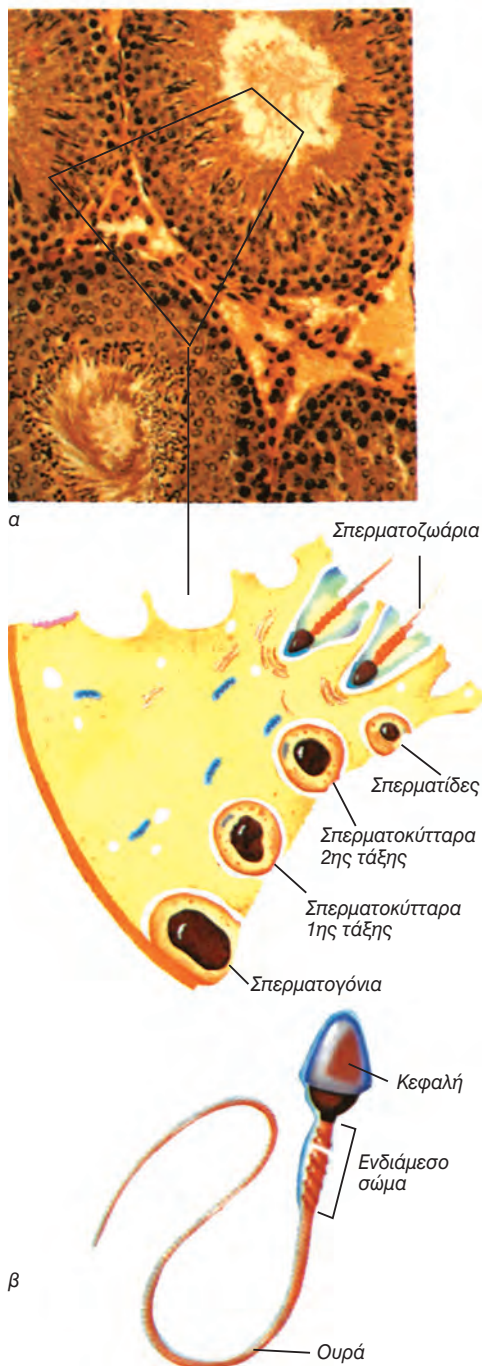 α
Σπερματοζωάρια
Σπερματίδες
Σπερματοκύτταρα
2ης τάξης
Σπερματοκύτταρα
1ης τάξης
Σπερματογόνια
Κεφαλή
Ενδιάμεσο
σώμα
β
Ουρά